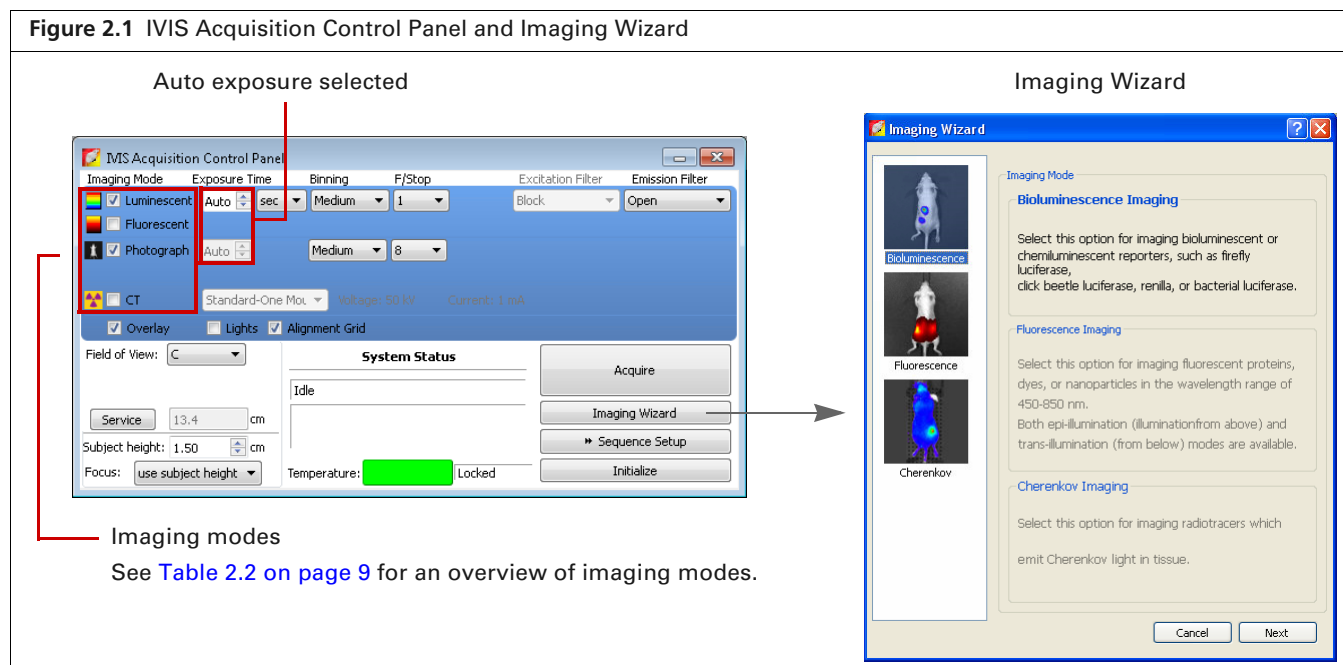 Figure 2.1 IVIS Acquisition Control Panel and Imaging Wizard
Auto exposure selected
Imaging Wizard
IVIS Acquisition Control Panel
Imaging Mode Exposure Time Binning F/Stop Excitation Filter Emission Filter
Luminescent Auto sec Medium 1 Block Open
Fluorescent
Photograph Auto Medium 8
CT Standard-One Mou Voltage: 50 kV Current: 1 mA
Overlay Lights Alignment Grid
Field of View: C
Service 13.4 cm
Subject height: 1.50 cm
Focus: use subject height
System Status
Idle
Temperature: Locked
Acquire
Imaging Wizard
Sequence Setup
Initialize
Imaging modes
See Table 2.2 on page 9 for an overview of imaging modes.
Imaging Wizard
Bioluminescence
Fluorescence
Cherenkov
Imaging Mode
Bioluminescence Imaging
Select this option for imaging bioluminescent or
chemiluminescent reporters, such as firefly
luciferase,
click beetle luciferase, renilla, or bacterial luciferase.
Fluorescence Imaging
Select this option for imaging fluorescent proteins,
dyes, or nanoparticles in the wavelength range of
450-850 nm.
Both epi-illumination (illuminationfrom above) and
trans-illumination (from below) modes are available.
Cherenkov Imaging
Select this option for imaging radiotracers which
emit Cherenkov light in tissue.
Cancel Next